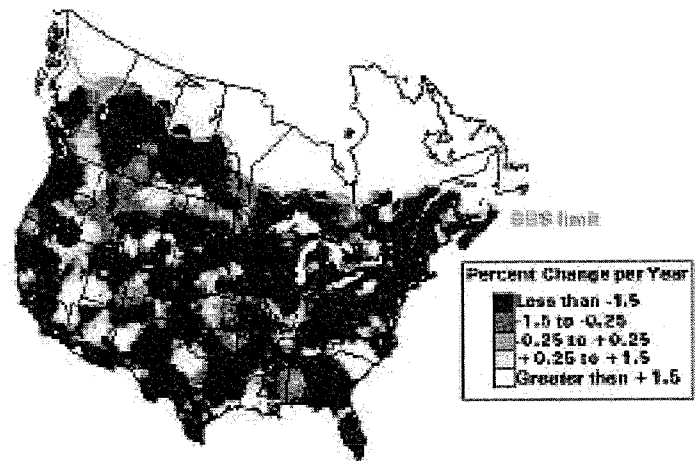 BBS limit
Percent Change per Year
Less than -1.5
-1.5 to -0.25
-0.25 to +0.25
+0.25 to +1.5
Greater than +1.5